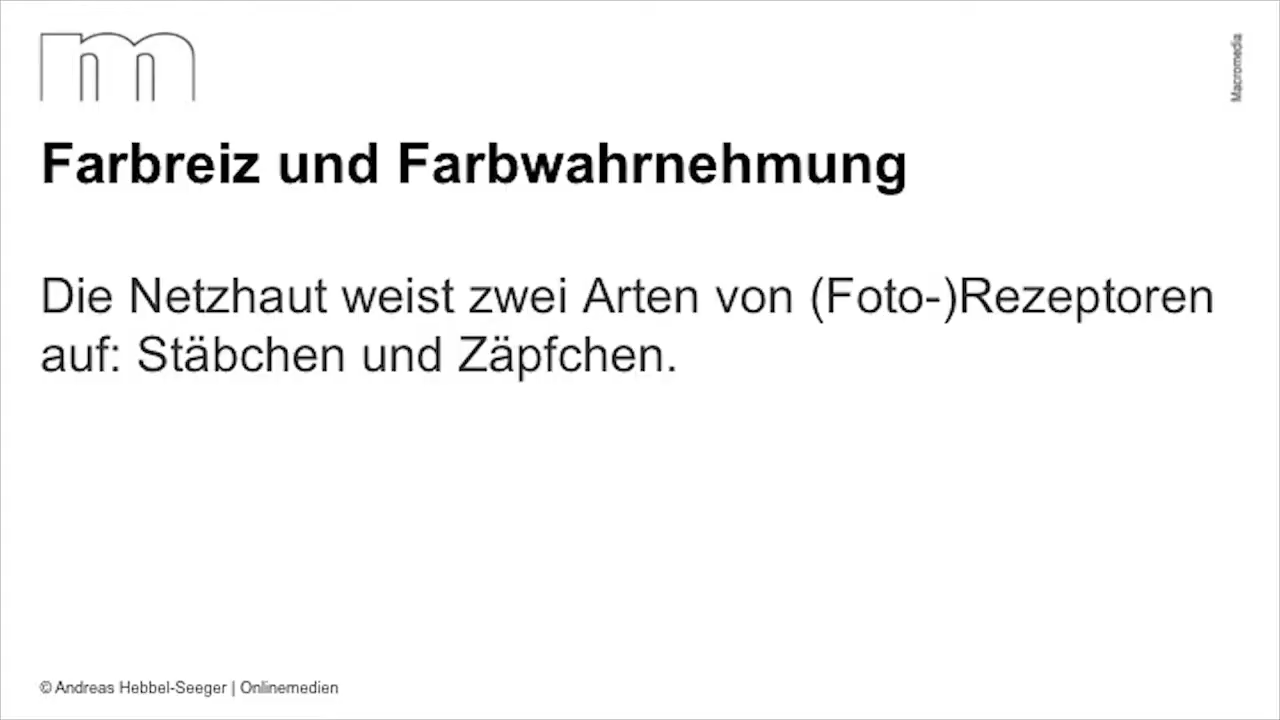 m
Macromedia
Farbreiz und Farbwahrnehmung
Die Netzhaut weist zwei Arten von (Foto-)Rezeptoren
auf: Stäbchen und Zäpfchen.
© Andreas Hebbel-Seeger | Onlinemedien